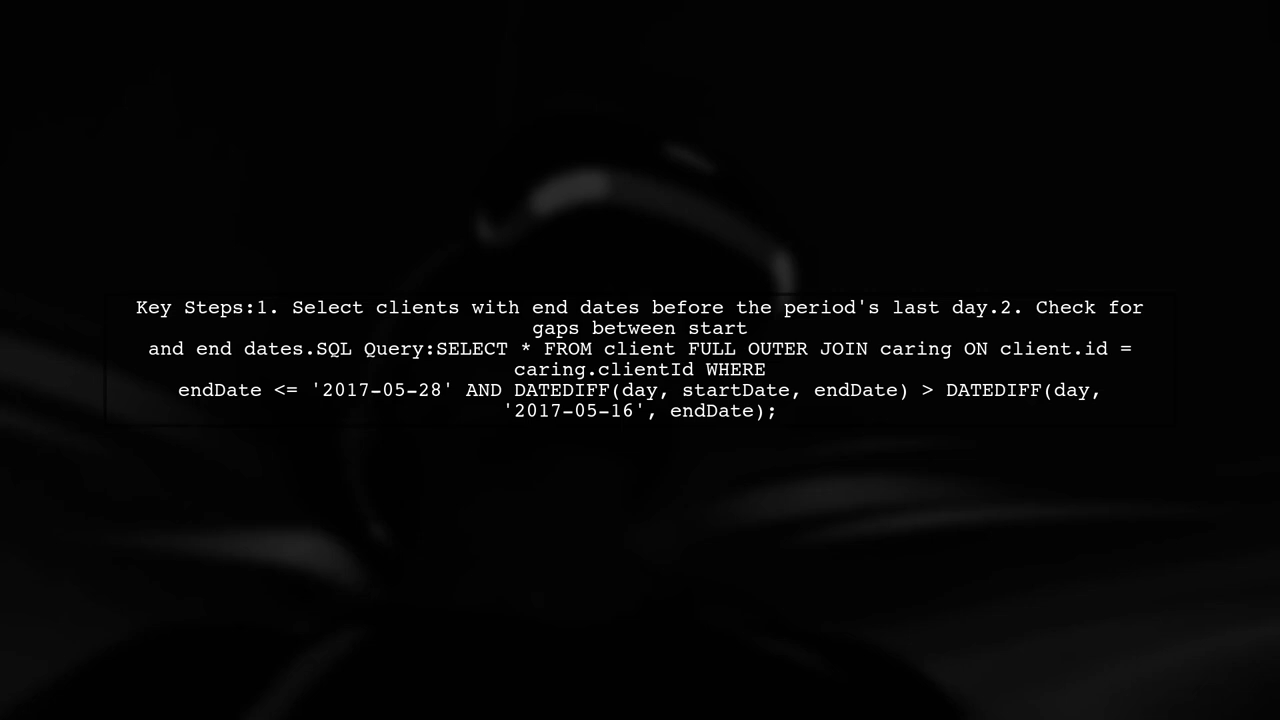 Key Steps:1. Select clients with end dates before the period's last day.2. Check for
gaps between start
and end dates.SQL Query:SELECT * FROM client FULL OUTER JOIN caring ON client.id =
caring.clientId WHERE
endDate <= '2017-05-28' AND DATEDIFF(day, startDate, endDate) > DATEDIFF(day,
'2017-05-16', endDate);